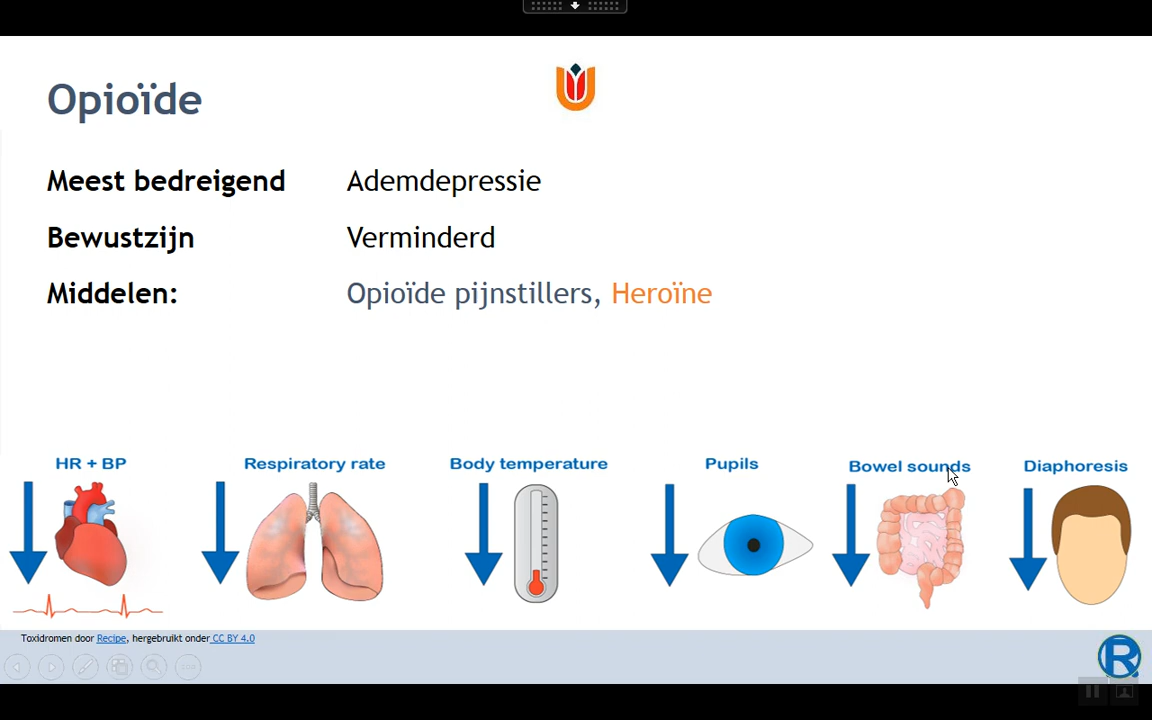 Opioïde
Meest bedreigend Ademdepressie
Bewustzijn Verminderd
Middelen: Opioïde pijnstillers, Heroïne
HR + BP Respiratory rate Body temperature Pupils Bowel sounds Diaphoresis
Toxidromen door Recipe, hergebruikt onder CC BY 4.0
R